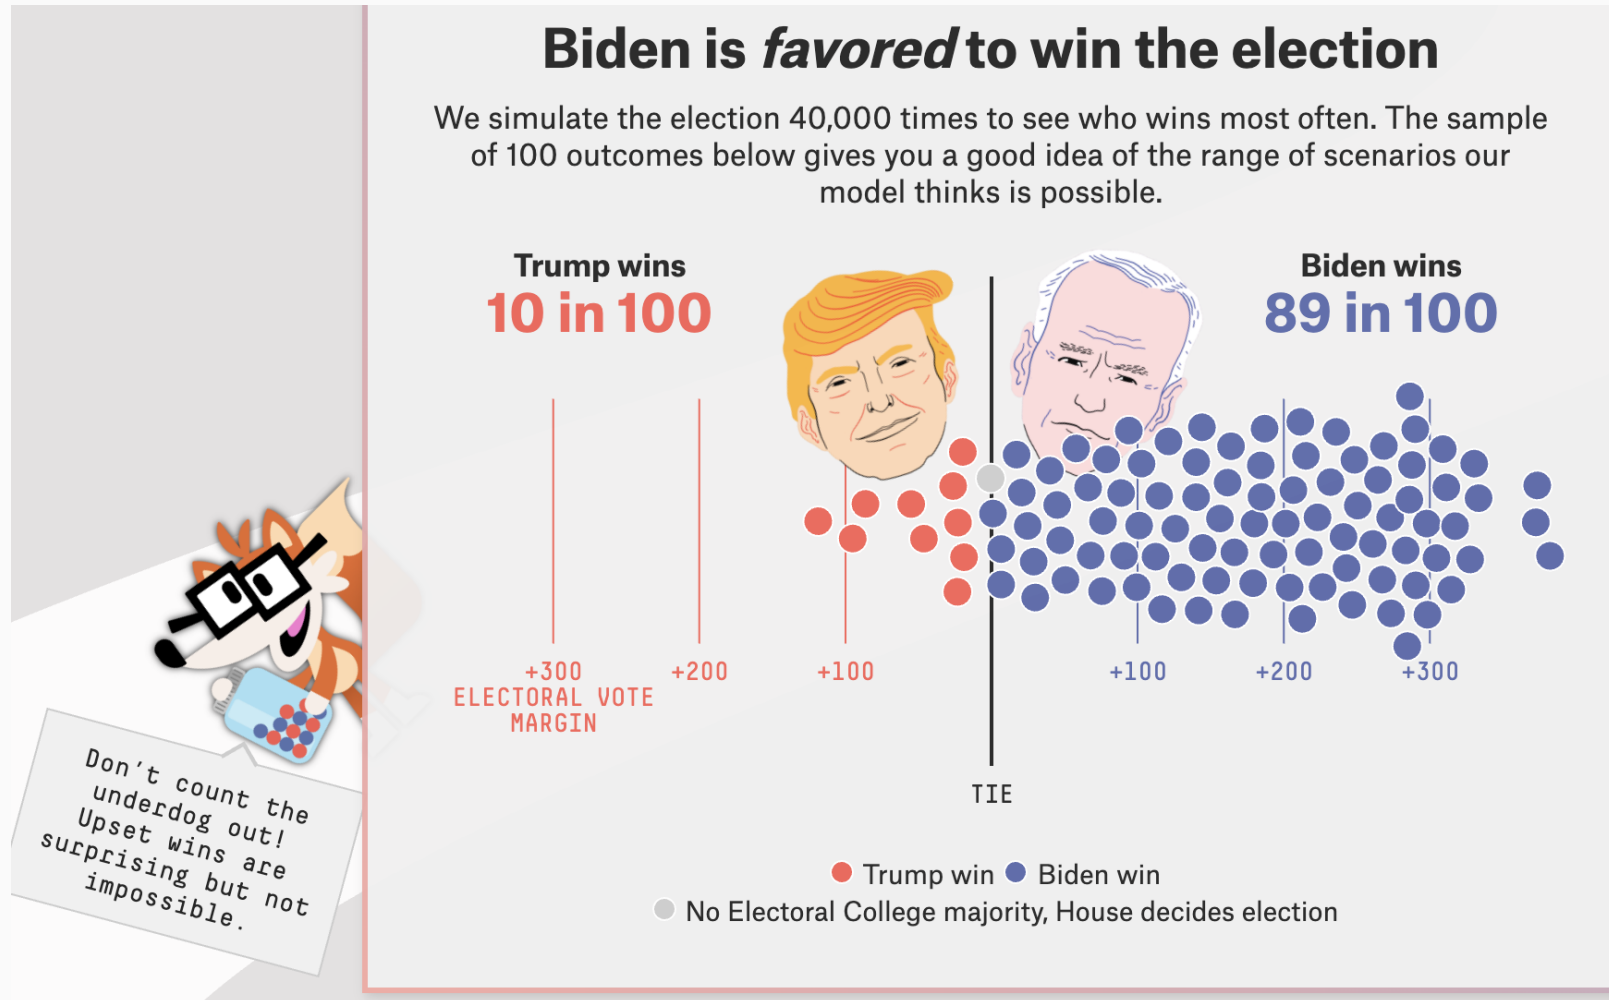 Biden is favored to win the election
We simulate the election 40,000 times to see who wins most often. The sample
of 100 outcomes below gives you a good idea of the range of scenarios our
model thinks is possible.
Trump wins
10 in 100
Biden wins
89 in 100
+300
ELECTORAL VOTE
MARGIN
+200
+100
+100
+200
+300
TIE
Don't count the
underdog out!
Upset wins are
surprising but not
impossible.
Trump win
Biden win
No Electoral College majority, House decides election